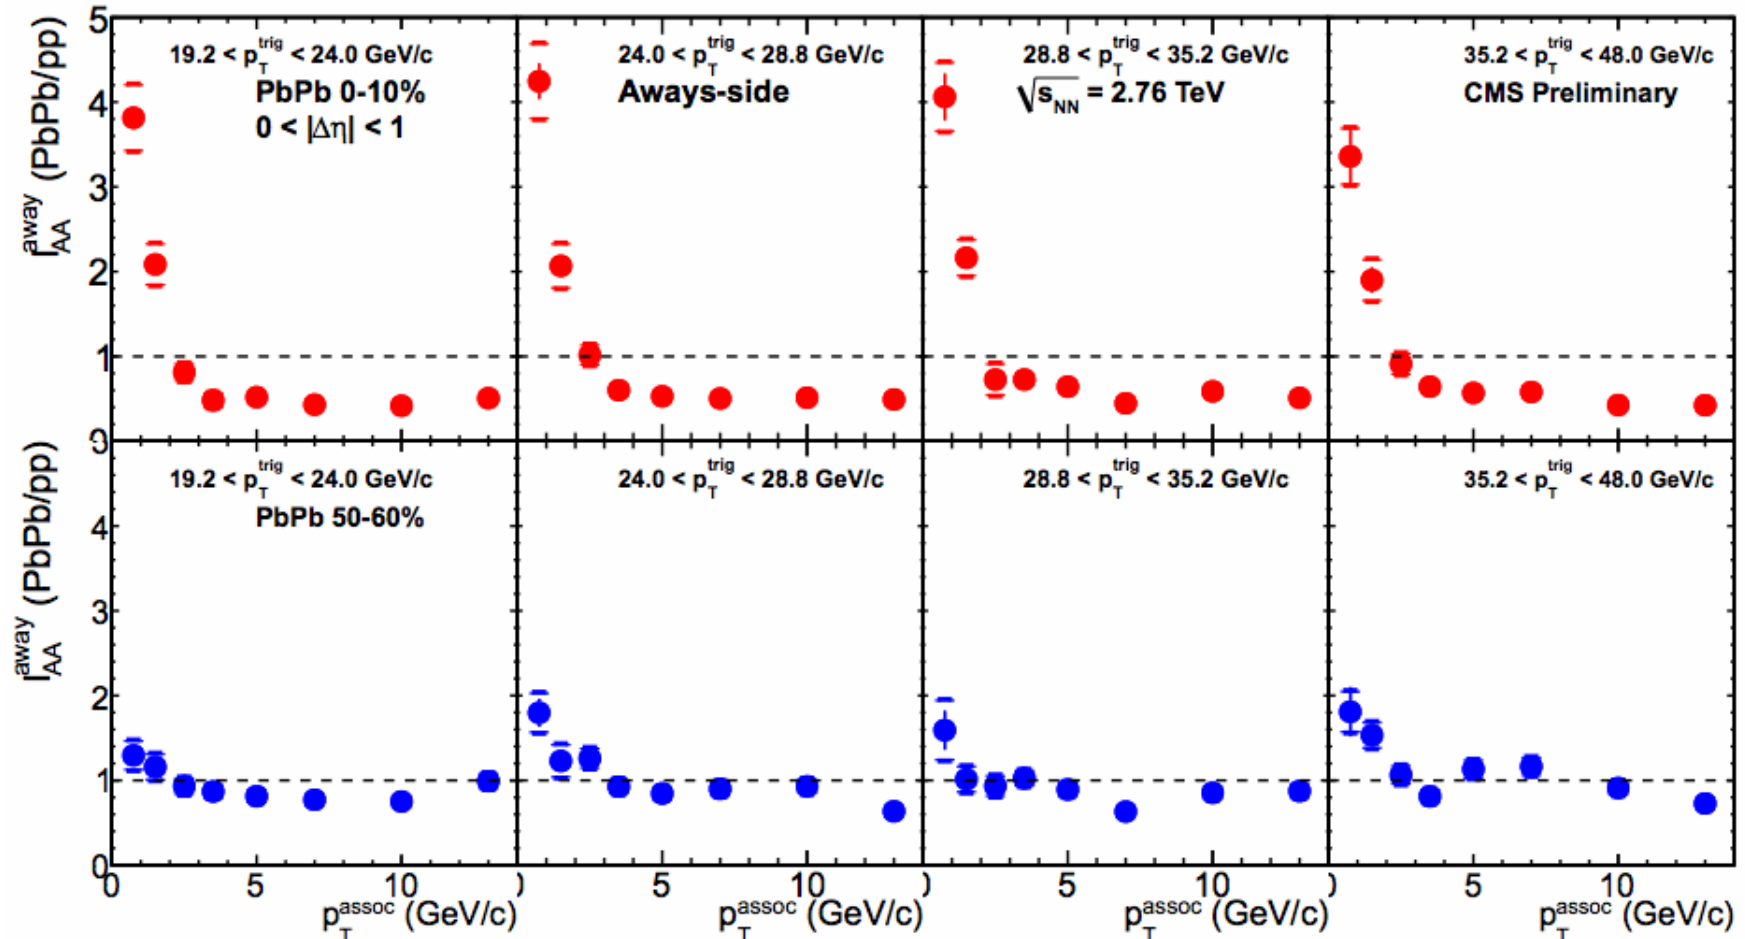 I_AA^away (PbPb/pp)
5
4
3
2
1
0
19.2 < p_T^trig < 24.0 GeV/c
PbPb 0-10%
0 < |Δη| < 1
24.0 < p_T^trig < 28.8 GeV/c
Aways-side
28.8 < p_T^trig < 35.2 GeV/c
√s_NN = 2.76 TeV
35.2 < p_T^trig < 48.0 GeV/c
CMS Preliminary
I_AA^away (PbPb/pp)
4
3
2
1
0
19.2 < p_T^trig < 24.0 GeV/c
PbPb 50-60%
24.0 < p_T^trig < 28.8 GeV/c
28.8 < p_T^trig < 35.2 GeV/c
35.2 < p_T^trig < 48.0 GeV/c
0 5 10 5 10 5 10 5 10
p_T^assoc (GeV/c) p_T^assoc (GeV/c) p_T^assoc (GeV/c) p_T^assoc (GeV/c)